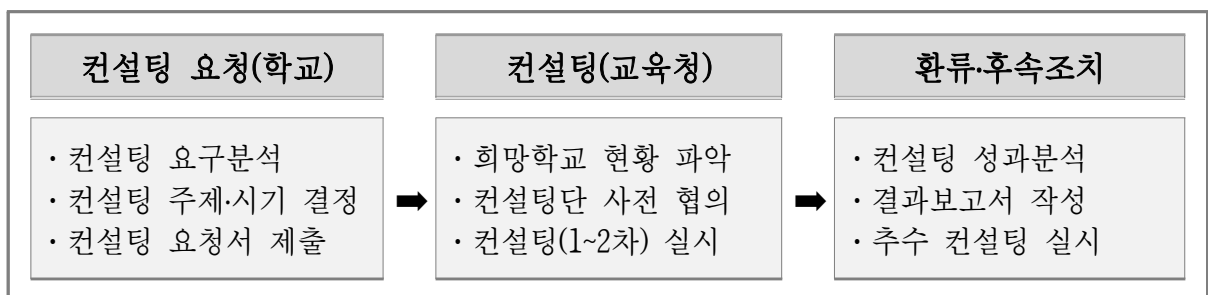 컨설팅 요청(학교)
· 컨설팅 요구분석
· 컨설팅 주제·시기 결정
· 컨설팅 요청서 제출
컨설팅(교육청)
· 희망학교 현황 파악
· 컨설팅단 사전 협의
· 컨설팅(1~2차) 실시
환류·후속조치
· 컨설팅 성과분석
· 결과보고서 작성
· 추수 컨설팅 실시